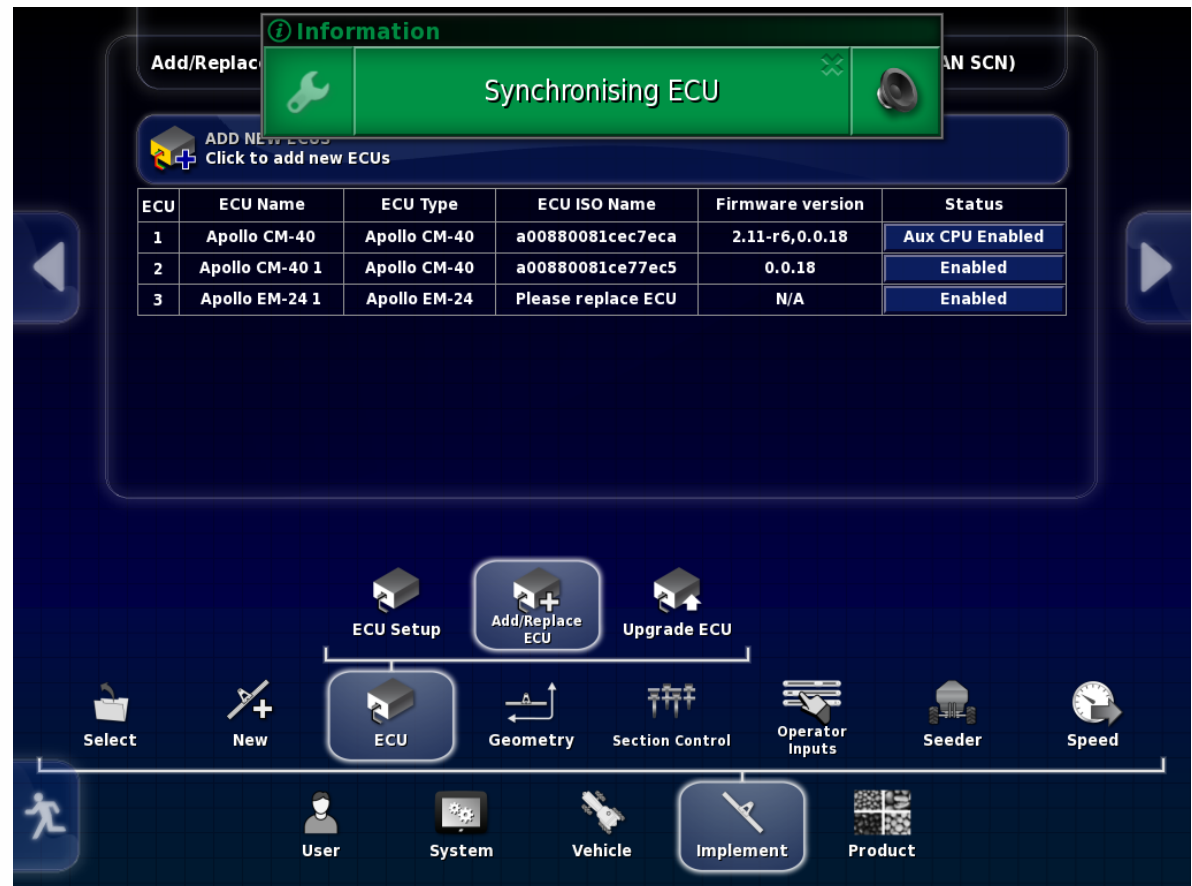 Information
Synchronising ECU
Add/Replac AN SCN)
ADD NEW ECUS
Click to add new ECUs
ECU ECU Name ECU Type ECU ISO Name Firmware version Status
1 Apollo CM-40 Apollo CM-40 a00880081cec7eca 2.11-r6,0.0.18 Aux CPU Enabled
2 Apollo CM-40 1 Apollo CM-40 a00880081ce77ec5 0.0.18 Enabled
3 Apollo EM-24 1 Apollo EM-24 Please replace ECU N/A Enabled
ECU Setup
Add/Replace
ECU
Upgrade ECU
Select
New
ECU
Geometry
Section Control
Operator
Inputs
Seeder
Speed
User
System
Vehicle
Implement
Product